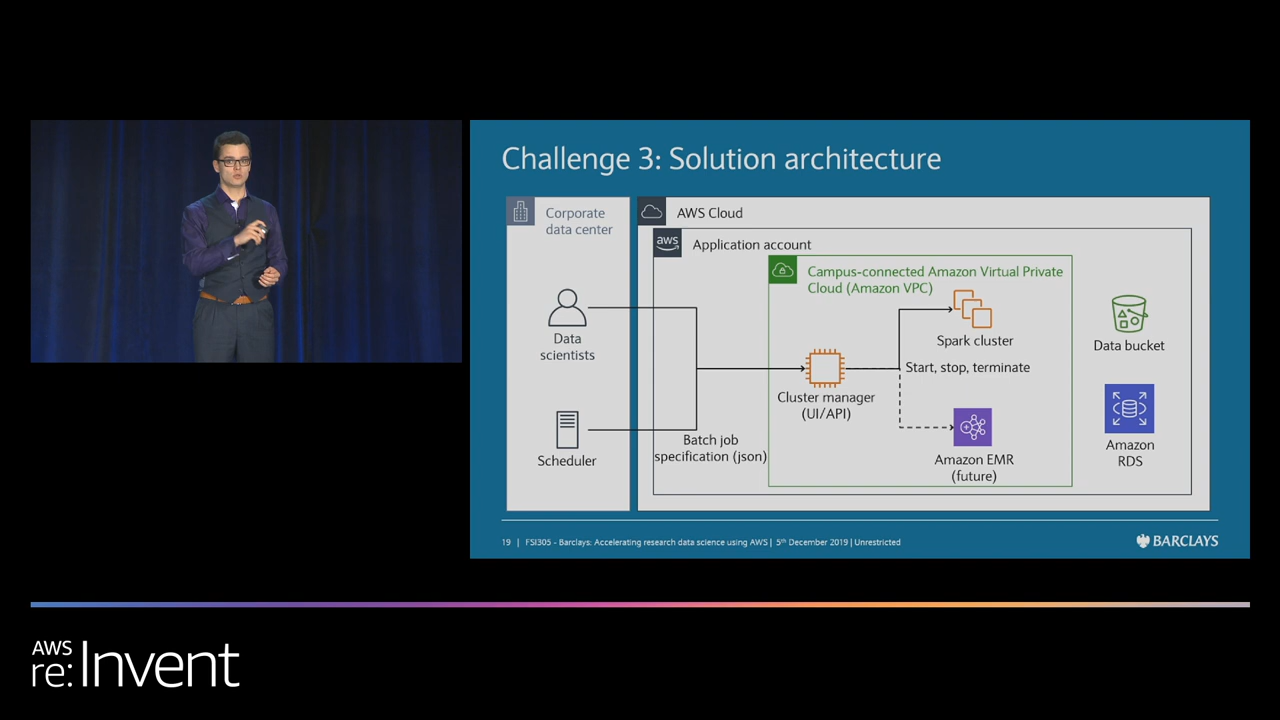 Challenge 3: Solution architecture
Corporate
data center
AWS Cloud
aws
Application account
Campus-connected Amazon Virtual Private
Cloud (Amazon VPC)
Data
scientists
Scheduler
Batch job
specification (json)
Cluster manager
(UI/API)
Spark cluster
Start, stop, terminate
Amazon EMR
(future)
Data bucket
Amazon
RDS
19 | FSI305 - Barclays: Accelerating research data science using AWS | 5th December 2019 | Unrestricted
BARCLAYS
AWS
re:Invent